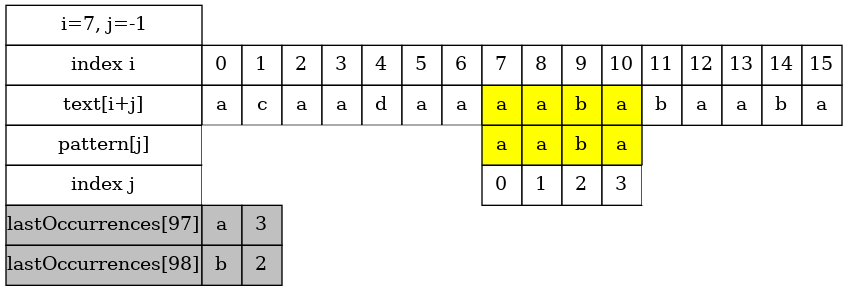 i=7, j=-1
index i 0 1 2 3 4 5 6 7 8 9 10 11 12 13 14 15
text[i+j] a c a a d a a a a b a b a a b a
pattern[j] a a b a
index j 0 1 2 3
lastOccurrences[97] a 3
lastOccurrences[98] b 2